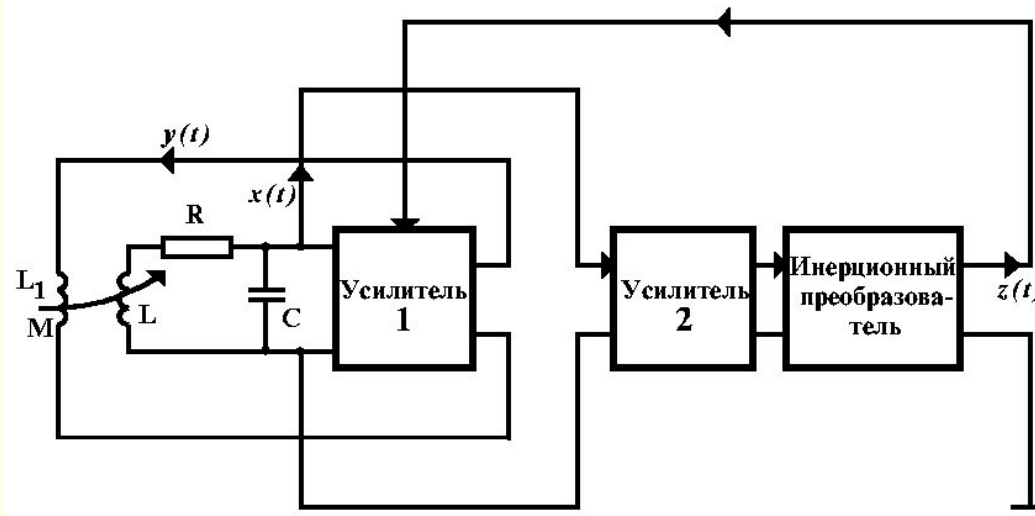 y(t)
x(t)
R
L1
M
L
C
Усилитель
1
Усилитель
2
Инерционный
преобразова-
тель
z(t)